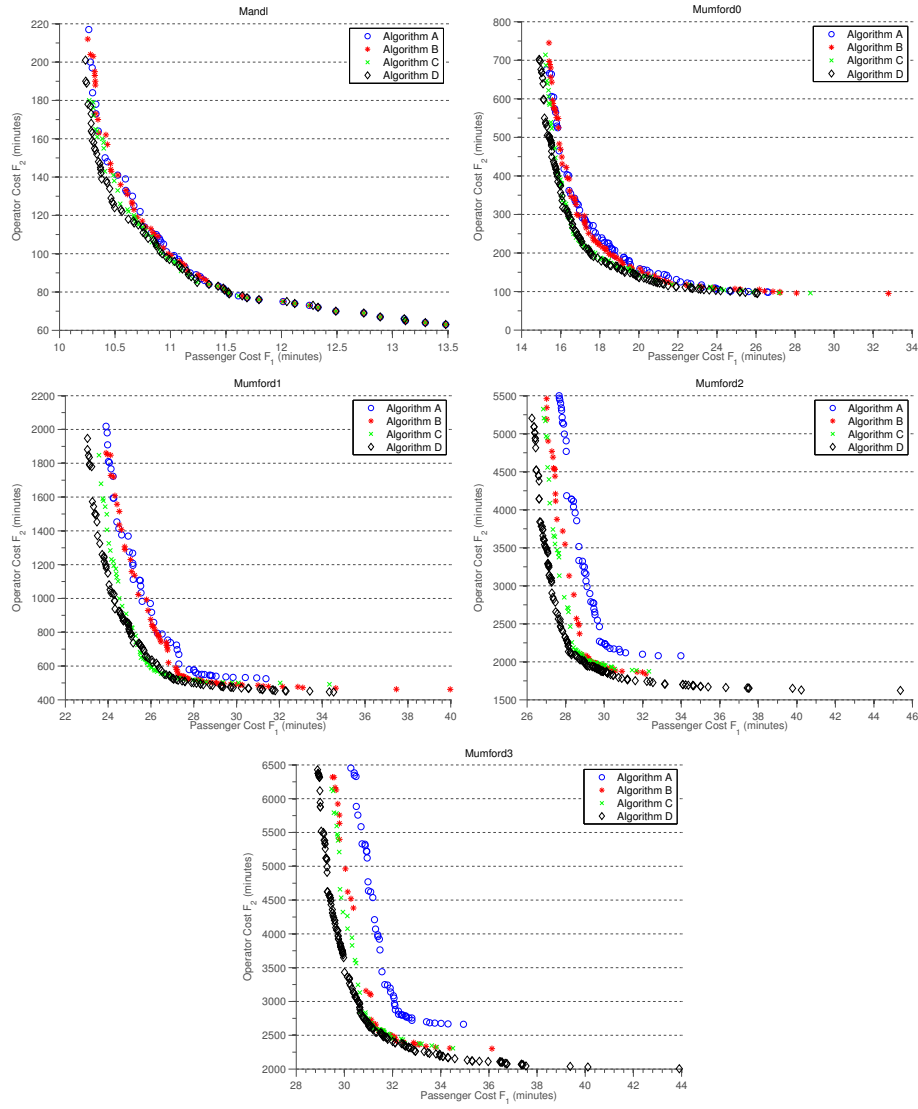 Mandl
220
200
180
160
140
120
100
80
60
Operator Cost F2 (minutes)
10 10.5 11 11.5 12 12.5 13 13.5
Passenger Cost F1 (minutes)
Algorithm A
Algorithm B
Algorithm C
Algorithm D
Mumford0
800
700
600
500
400
300
200
100
0
Operator Cost F2 (minutes)
14 16 18 20 22 24 26 28 30 32 34
Passenger Cost F1 (minutes)
Algorithm A
Algorithm B
Algorithm C
Algorithm D
Mumford1
2200
2000
1800
1600
1400
1200
1000
800
600
400
Operator Cost F2 (minutes)
22 24 26 28 30 32 34 36 38 40
Passenger Cost F1 (minutes)
Algorithm A
Algorithm B
Algorithm C
Algorithm D
Mumford2
5500
5000
4500
4000
3500
3000
2500
2000
1500
Operator Cost F2 (minutes)
26 28 30 32 34 36 38 40 42 44 46
Passenger Cost F1 (minutes)
Algorithm A
Algorithm B
Algorithm C
Algorithm D
Mumford3
6500
6000
5500
5000
4500
4000
3500
3000
2500
2000
Operator Cost F2 (minutes)
28 30 32 34 36 38 40 42 44
Passenger Cost F1 (minutes)
Algorithm A
Algorithm B
Algorithm C
Algorithm D